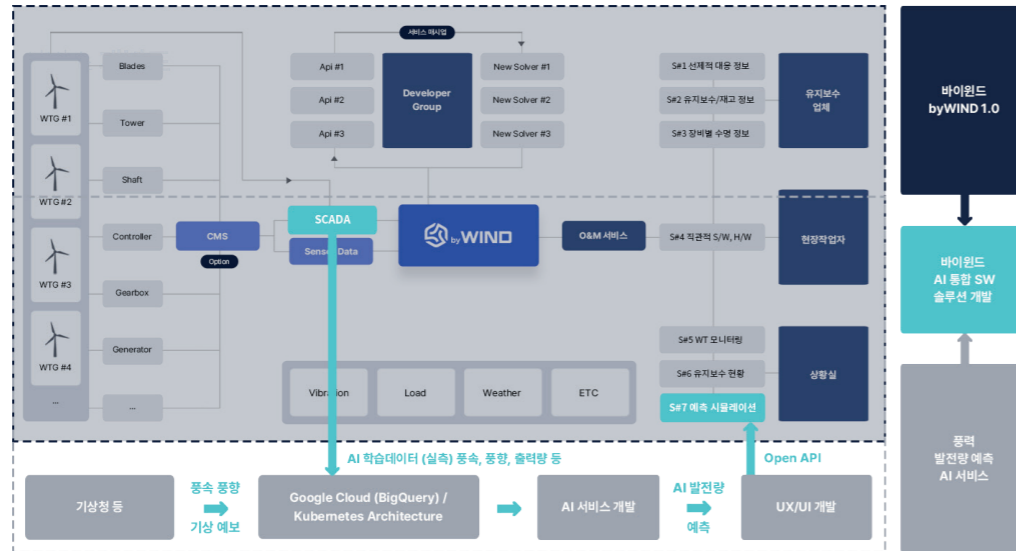 서비스 매시업
WTG #1
WTG #2
WTG #3
WTG #4
...
Blades
Tower
Shaft
Controller
Gearbox
Generator
...
CMS
Option
SCADA
Sensor Data
Api #1
Api #2
Api #3
Developer
Group
New Solver #1
New Solver #2
New Solver #3
by WIND
O&M 서비스
S#1 선제적 대응 정보
S#2 유지보수/재고 정보
S#3 장비별 수명 정보
S#4 직관적 S/W, H/W
S#5 WT 모니터링
S#6 유지보수 현황
S#7 예측 시뮬레이션
유지보수
업체
현장작업자
상황실
Vibration
Load
Weather
ETC
AI 학습데이터 (실측) 풍속, 풍향, 출력량 등
Open API
기상청 등
풍속 풍향
기상 예보
Google Cloud (BigQuery) /
Kubernetes Architecture
AI 서비스 개발
AI 발전량
예측
UX/UI 개발
바이윈드
byWIND 1.0
바이윈드
AI 통합 SW
솔루션 개발
풍력
발전량 예측
AI 서비스